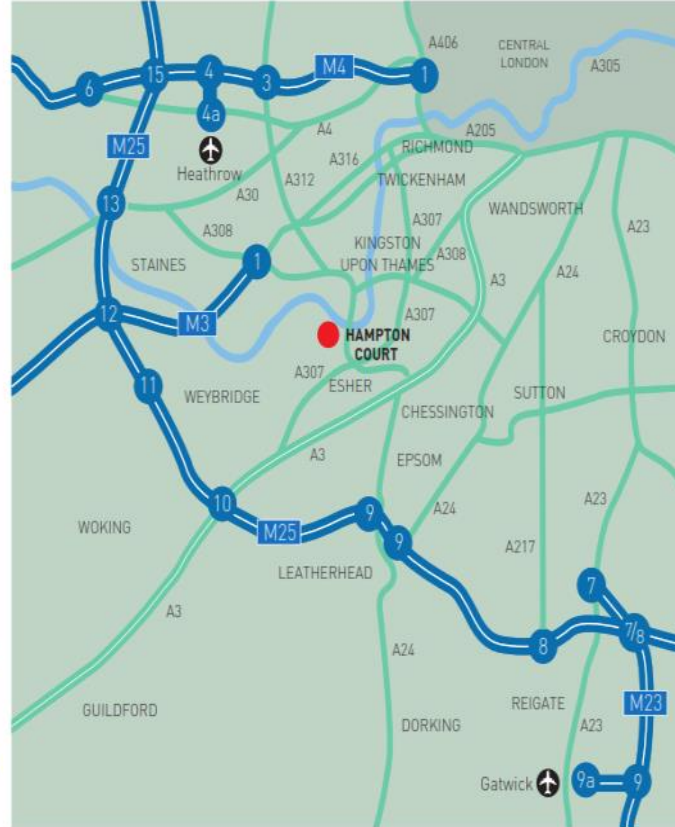 A406
CENTRAL
LONDON
A305
6
15
4
3
M4
1
4a
A4
A205
M25
Heathrow
A316
RICHMOND
A312
TWICKENHAM
A30
13
A307
WANDSWORTH
A308
A23
STAINES
1
KINGSTON
UPON THAMES
A308
A3
A24
12
M3
A307
HAMPTON
COURT
CROYDON
11
A307
ESHER
WEYBRIDGE
SUTTON
CHESSINGTON
A3
EPSOM
10
9
A24
A23
WOKING
M25
9
A217
LEATHERHEAD
7
A3
7/8
A24
8
GUILDFORD
REIGATE
M23
DORKING
A23
Gatwick
9a
9